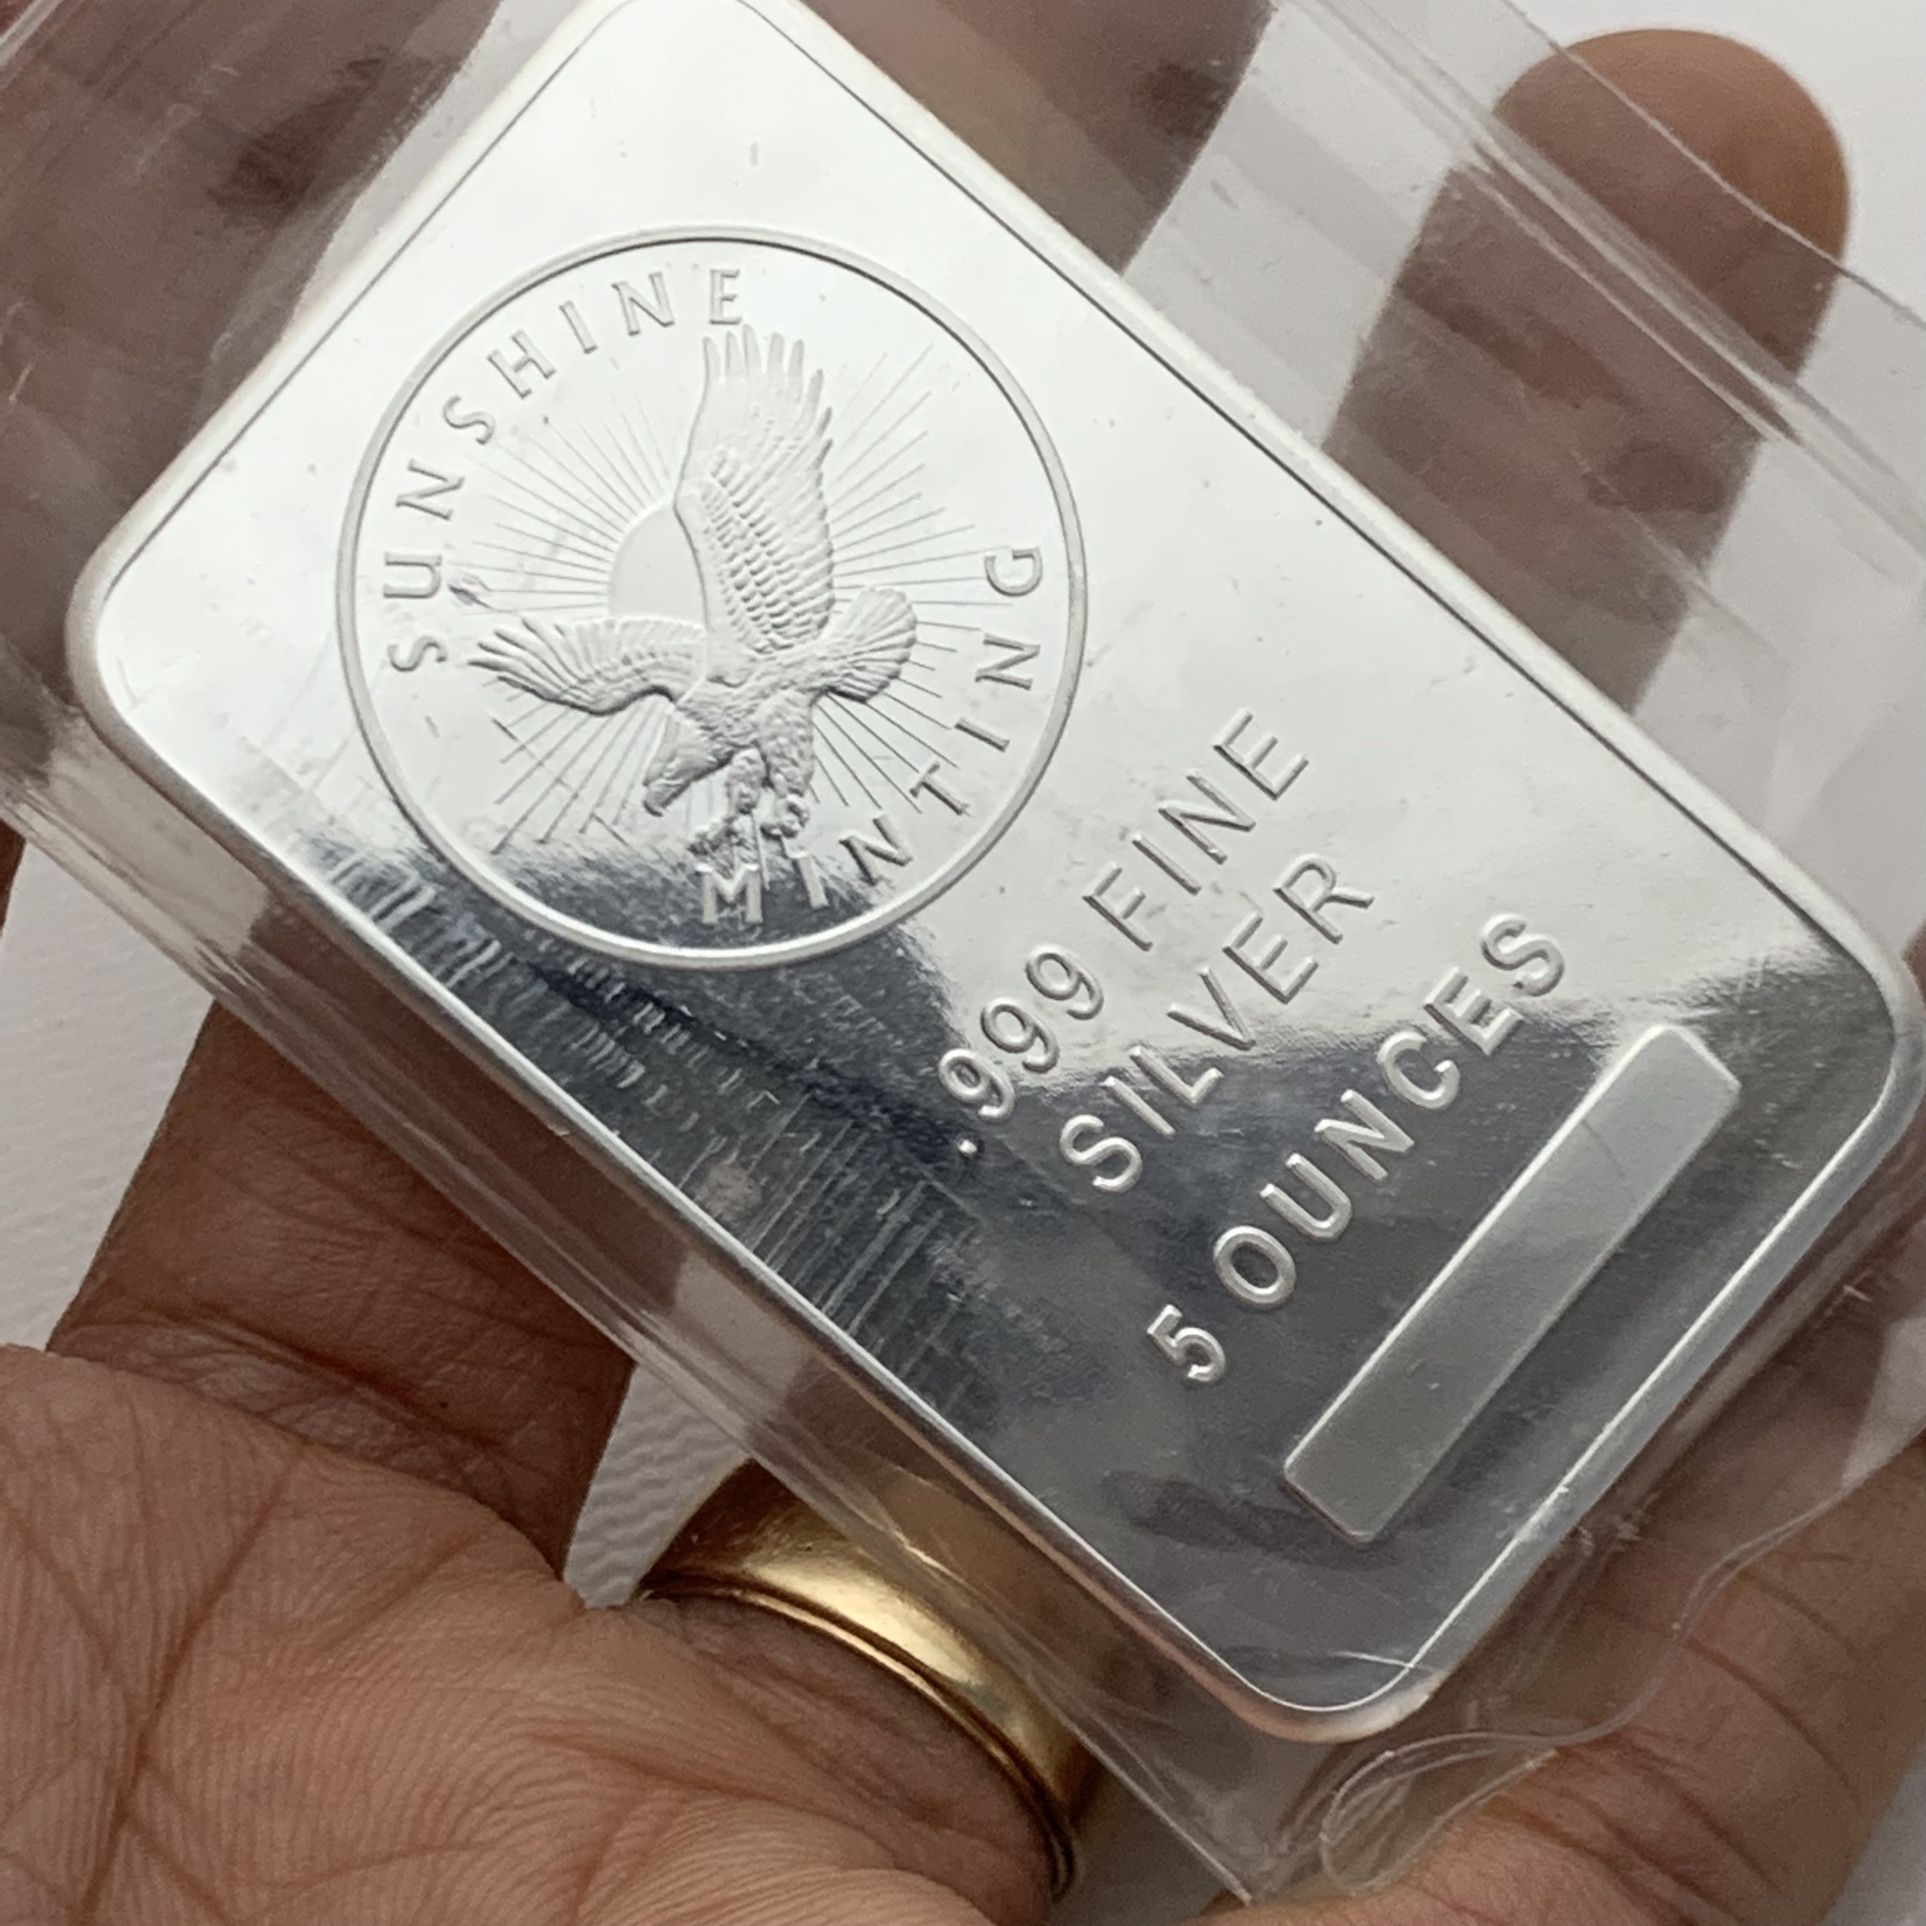 SUNSHINE
MINTING
.999 FINE
SILVER
5 OUNCES